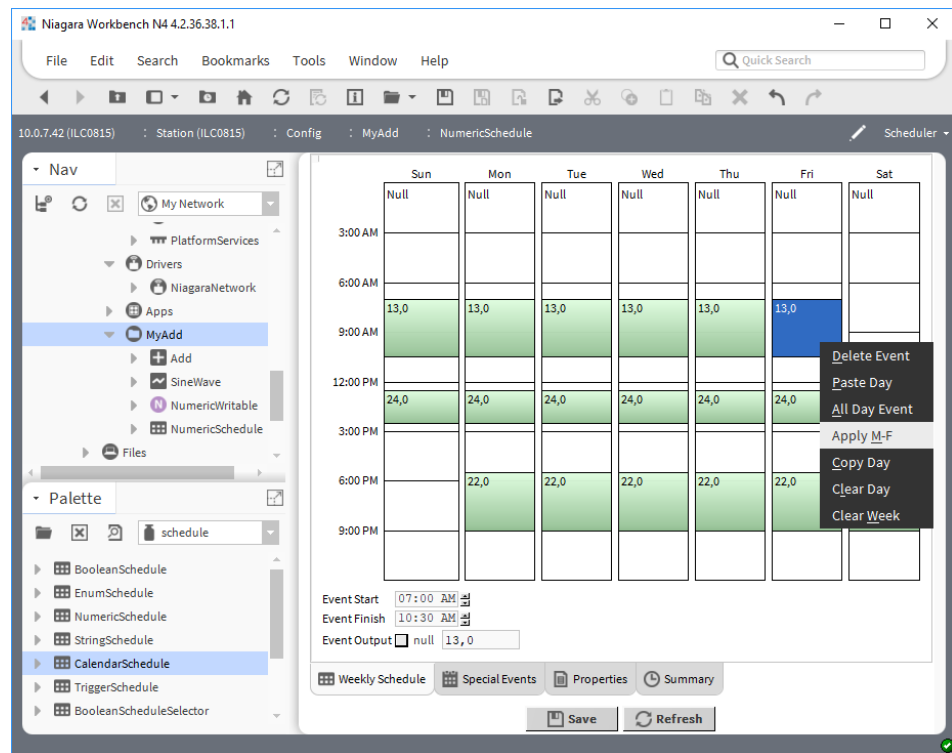 Niagara Workbench N4 4.2.36.38.1.1
File Edit Search Bookmarks Tools Window Help
Quick Search
10.0.7.42 (ILC0815) : Station (ILC0815) : Config : MyAdd : NumericSchedule
Scheduler
Nav
My Network
PlatformServices
Drivers
NiagaraNetwork
Apps
MyAdd
Add
SineWave
N NumericWritable
NumericSchedule
Files
Palette
schedule
BooleanSchedule
EnumSchedule
NumericSchedule
StringSchedule
CalendarSchedule
TriggerSchedule
BooleanScheduleSelector
Sun Mon Tue Wed Thu Fri Sat
Null Null Null Null Null Null Null
3:00 AM
6:00 AM
13,0 13,0 13,0 13,0 13,0 13,0
9:00 AM
12:00 PM
24,0 24,0 24,0 24,0 24,0 24,0
3:00 PM
6:00 PM
22,0 22,0 22,0 22,0 22,0
9:00 PM
Delete Event
Paste Day
All Day Event
Apply M-F
Copy Day
Clear Day
Clear Week
Event Start 07:00 AM
Event Finish 10:30 AM
Event Output null 13,0
Weekly Schedule Special Events Properties Summary
Save Refresh